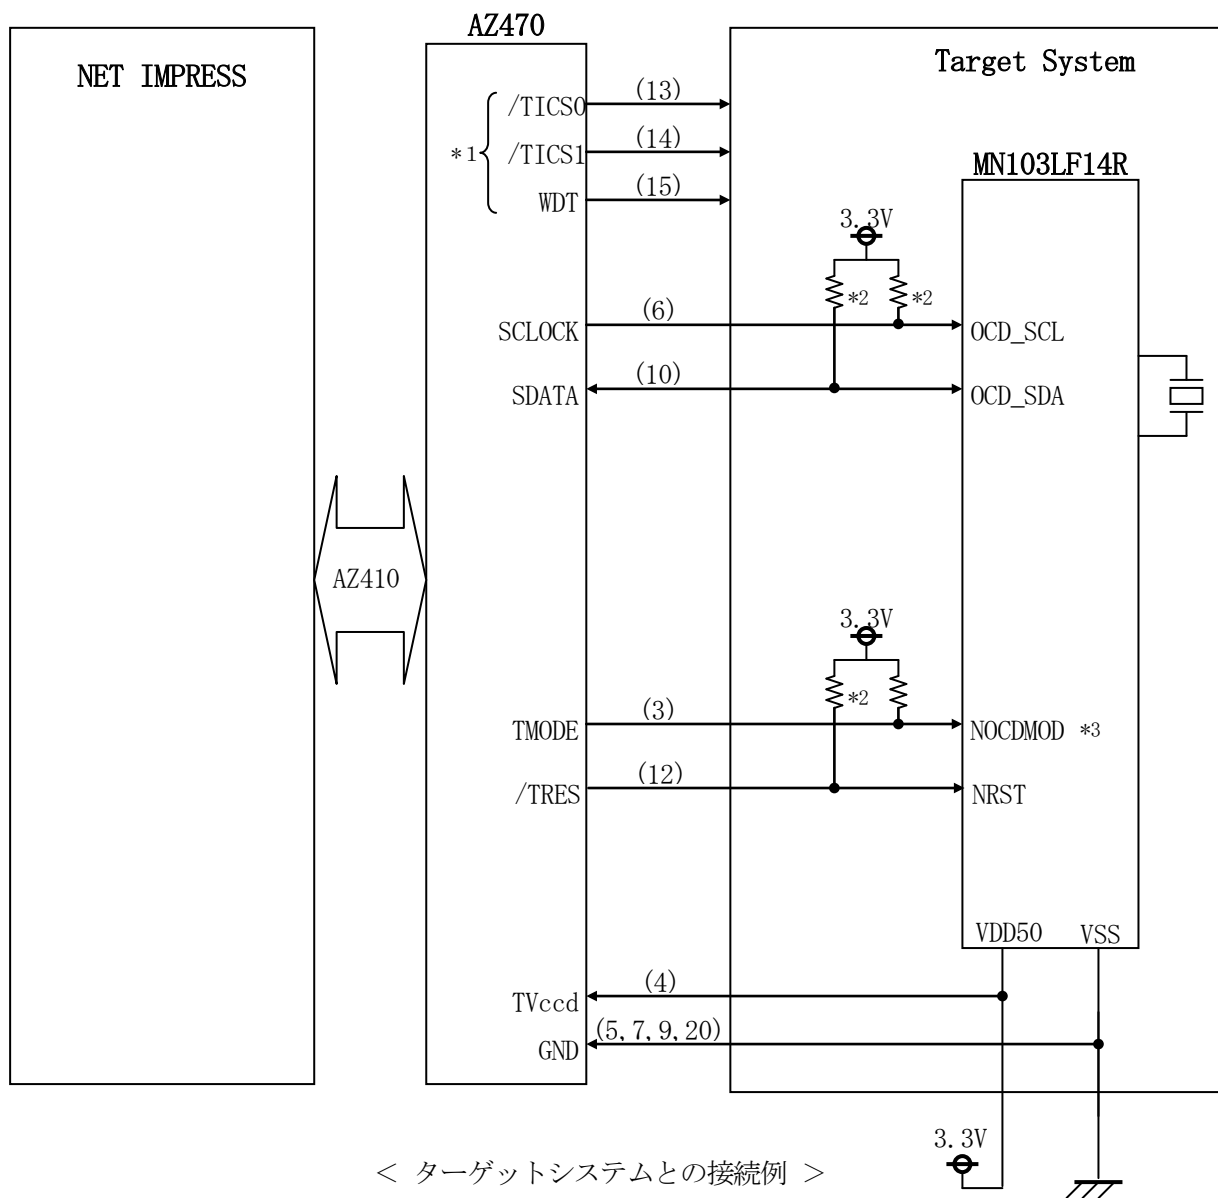 AZ470
NET IMPRESS
Target System
/TICS0
(13)
*1
/TICS1
(14)
WDT
(15)
MN103LF14R
3.3V
*2
*2
SCLOCK
(6)
OCD_SCL
SDATA
(10)
OCD_SDA
AZ410
3.3V
*2
TMODE
(3)
NOCDMOD *3
/TRES
(12)
NRST
VDD50
VSS
TVccd
(4)
GND
(5,7,9,20)
3.3V
< ターゲットシステムとの接続例 >